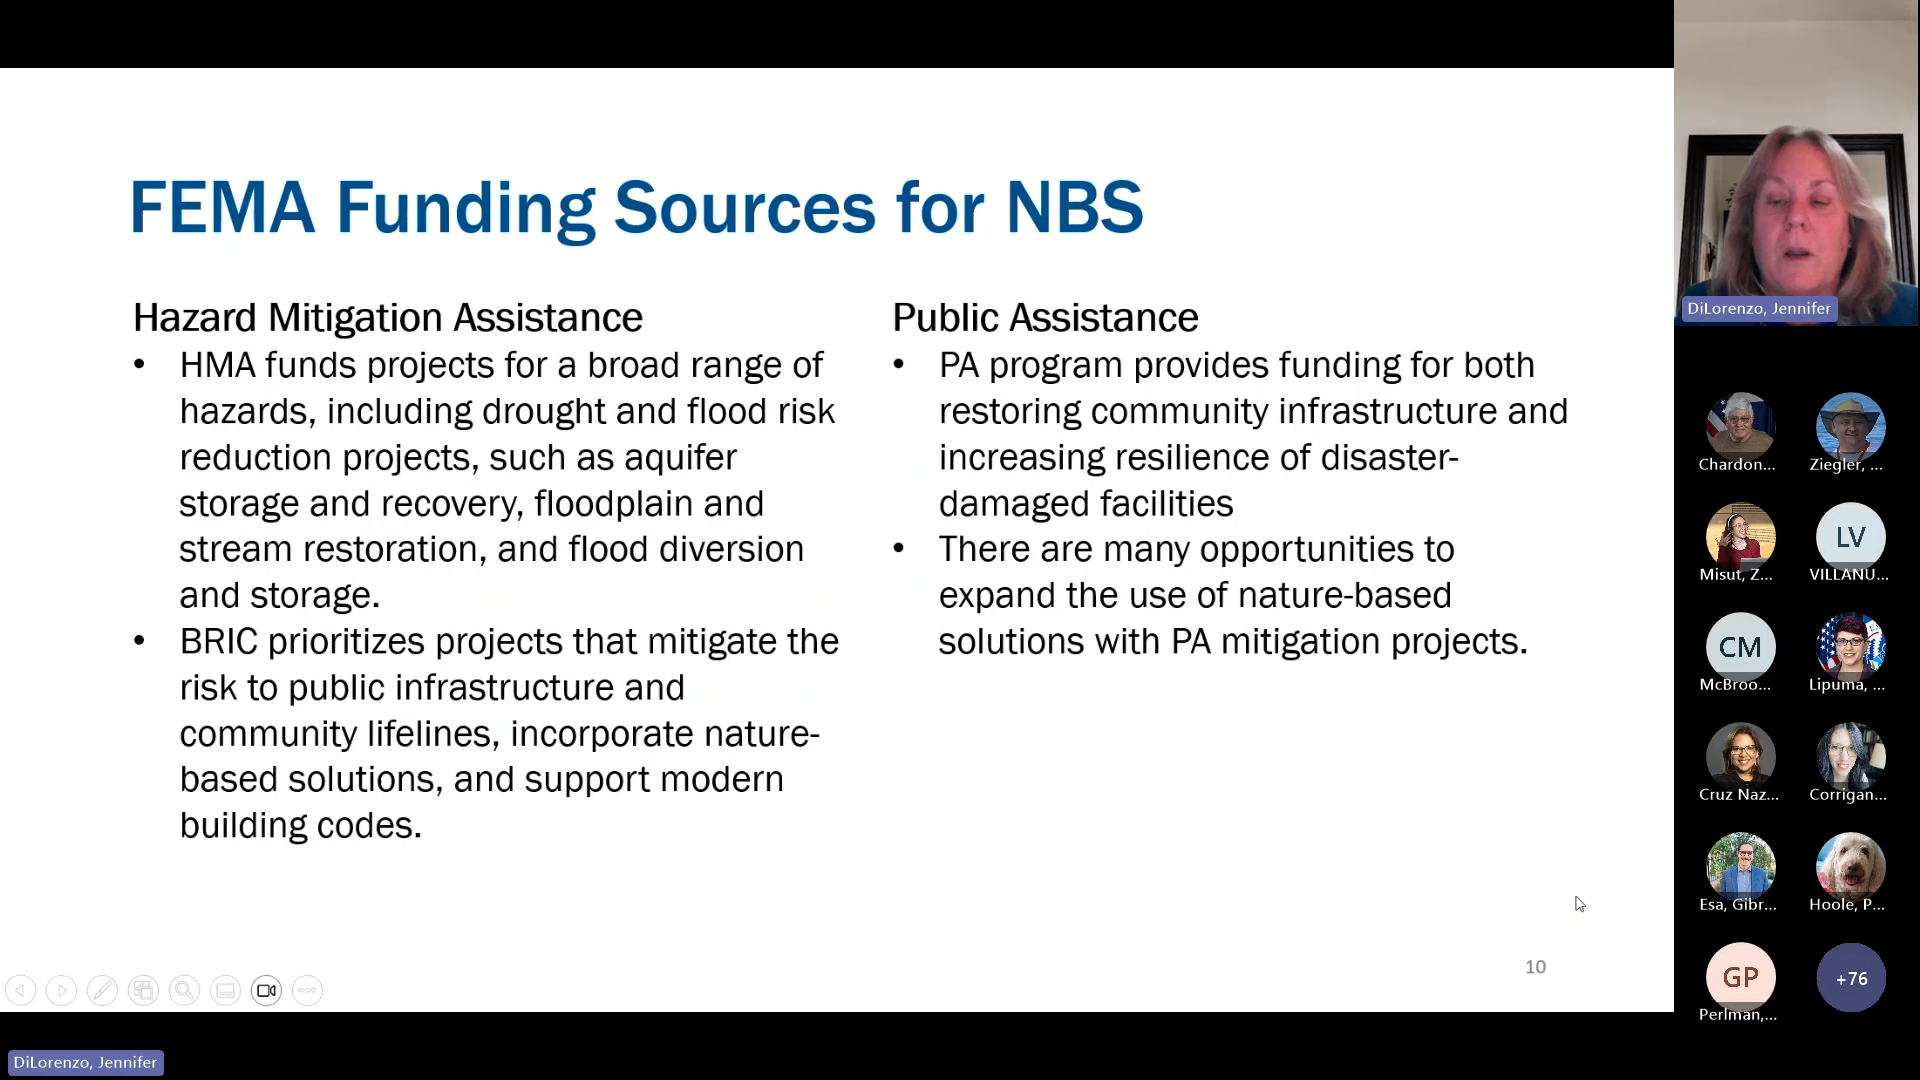 FEMA Funding Sources for NBS
Hazard Mitigation Assistance
• HMA funds projects for a broad range of
hazards, including drought and flood risk
reduction projects, such as aquifer
storage and recovery, floodplain and
stream restoration, and flood diversion
and storage.
• BRIC prioritizes projects that mitigate the
risk to public infrastructure and
community lifelines, incorporate nature-
based solutions, and support modern
building codes.
Public Assistance
• PA program provides funding for both
restoring community infrastructure and
increasing resilience of disaster-
damaged facilities
• There are many opportunities to
expand the use of nature-based
solutions with PA mitigation projects.
10
DiLorenzo, Jennifer
Chardon...
Ziegler, ...
Misut, Z...
LV
VILLANU...
CM
McBroo...
Lipuma, ...
Cruz Naz...
Corrigan...
Esa, Gibr...
Hoole, P...
GP
Perlman,...
+76
DiLorenzo, Jennifer